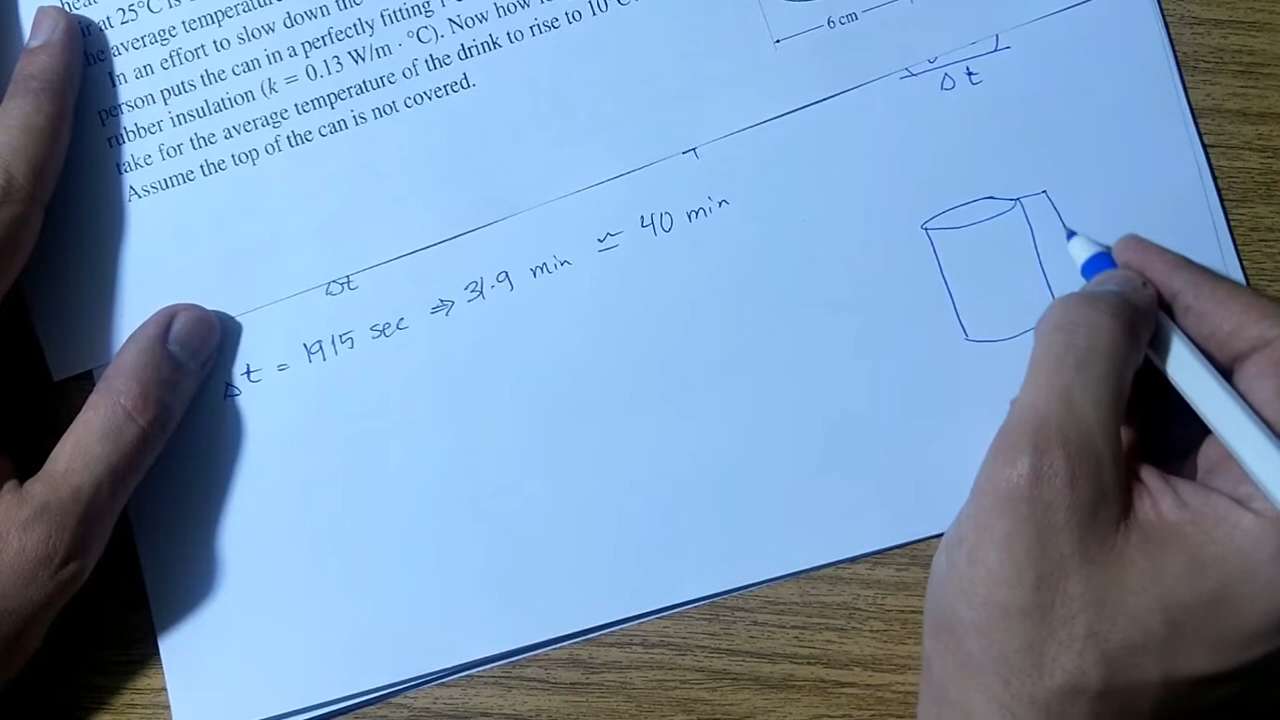 r at 25°C is
he average temperatur
In an effort to slow down the
person puts the can in a perfectly fitting
rubber insulation (k = 0.13 W/m · °C). Now how
take for the average temperature of the drink to rise to 10°C
Assume the top of the can is not covered.
6 cm
Δt
Δt
Δt = 1915 sec ⇒ 31.9 min ≃ 40 min